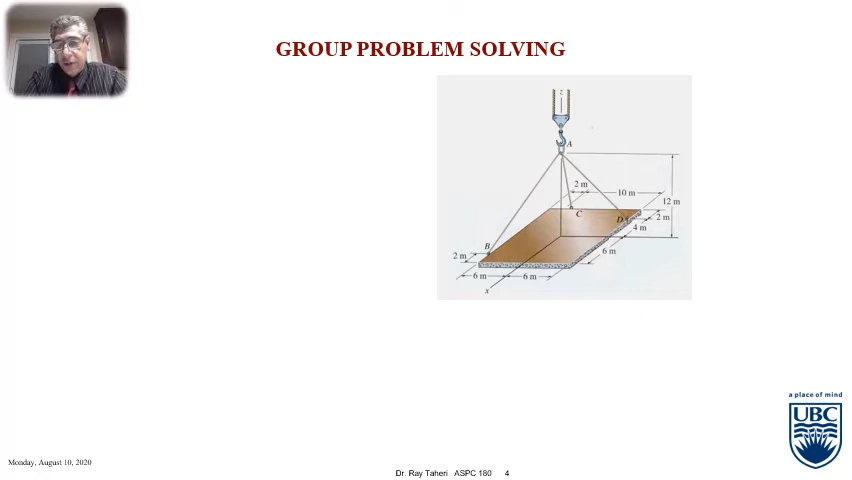 GROUP PROBLEM SOLVING
z
A
2 m
10 m
12 m
C
D
2 m
4 m
B
6 m
2 m
6 m
6 m
x
a place of mind
UBC
Monday, August 10, 2020
Dr. Ray Taheri ASPC 180 4